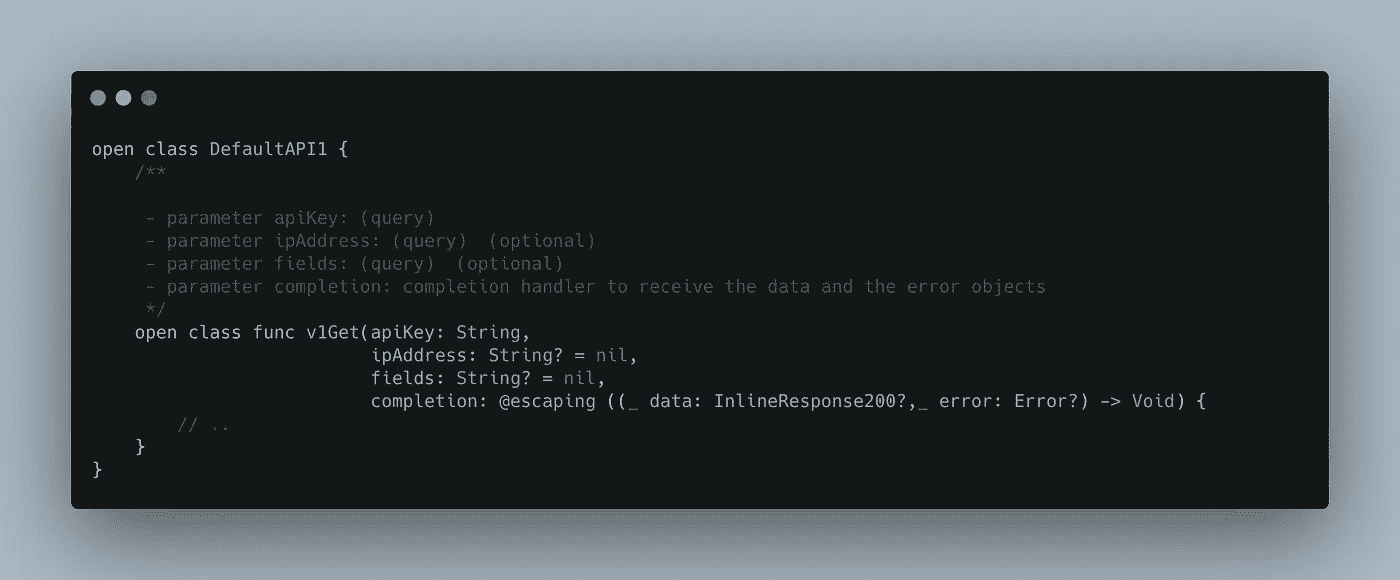 open class DefaultAPI1 {
    /**

     - parameter apiKey: (query)
     - parameter ipAddress: (query)  (optional)
     - parameter fields: (query)  (optional)
     - parameter completion: completion handler to receive the data and the error objects
     */
    open class func v1Get(apiKey: String,
                          ipAddress: String? = nil,
                          fields: String? = nil,
                          completion: @escaping ((_ data: InlineResponse200?,_ error: Error?) -> Void) {
        // ..
    }
}